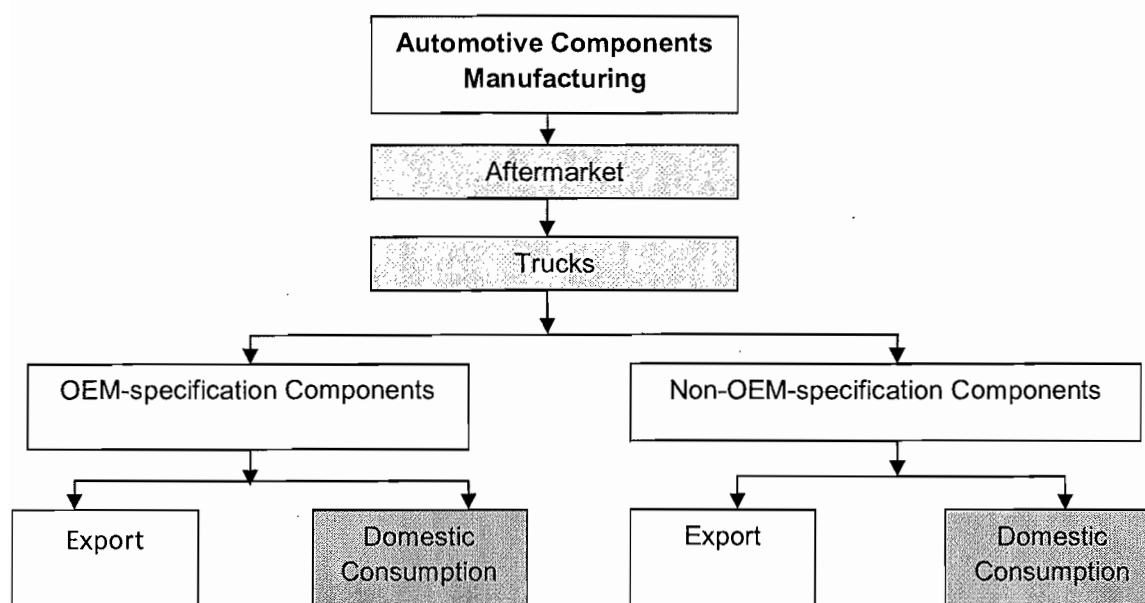 Automotive Components
Manufacturing
Aftermarket
Trucks
OEM-specification Components
Non-OEM-specification Components
Export
Domestic
Consumption
Export
Domestic
Consumption